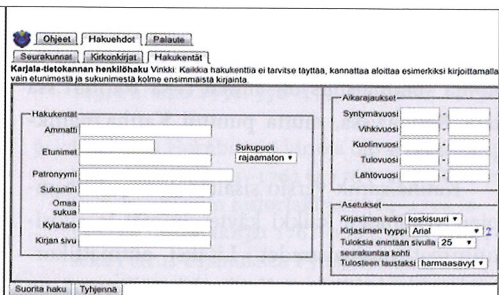 Ohjeet Hakuehdot Palaute
Seurakunnat Kirkonkirjat Hakukentät
Karjala-tietokannan henkilöhaku Vinkki: Kaikkia hakukenttiä ei tarvitse täyttää, kannattaa aloittaa esimerkiksi kirjoittamalla
vain etunimestä ja sukunimestä kolme ensimmäistä kirjainta.
Hakukentät
Ammatti
Etunimet
Sukupuoli
rajaamaton
Patronyymi
Sukunimi
Omaa
sukua
Kylä/talo
Kirjan sivu
Aikarajaukset
Syntymävuosi -
Vihkivuosi -
Kuolinvuosi -
Tulovuosi -
Lähtövuosi -
Asetukset
Kirjasimen koko keskisuuri
Kirjasimen tyyppi Arial ?
Tuloksia enintään sivulla 25
seurakuntaa kohti
Tulosteen taustaksi harmaasävyt
Suorita haku Tyhjennä